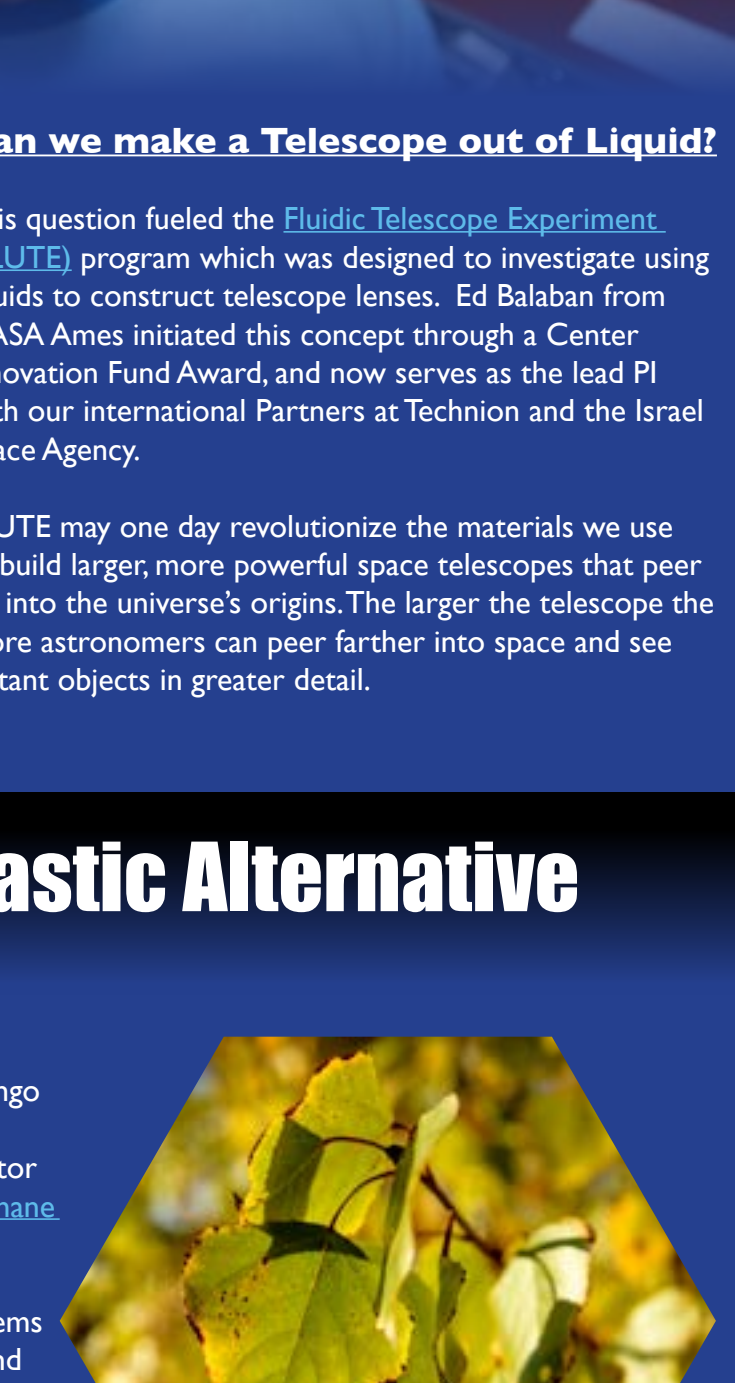 an we make a Telescope out of Liquid?
is question fueled the Fluidic Telescope Experiment
LUTE) program which was designed to investigate using
uids to construct telescope lenses.  Ed Balaban from
ASA Ames initiated this concept through a Center
novation Fund Award, and now serves as the lead PI
th our international Partners at Technion and the Israel
ace Agency.
UTE may one day revolutionize the materials we use
build larger, more powerful space telescopes that peer
into the universe's origins. The larger the telescope the
ore astronomers can peer farther into space and see
tant objects in greater detail.
astic Alternative
ngo
tor
hane
ems
nd